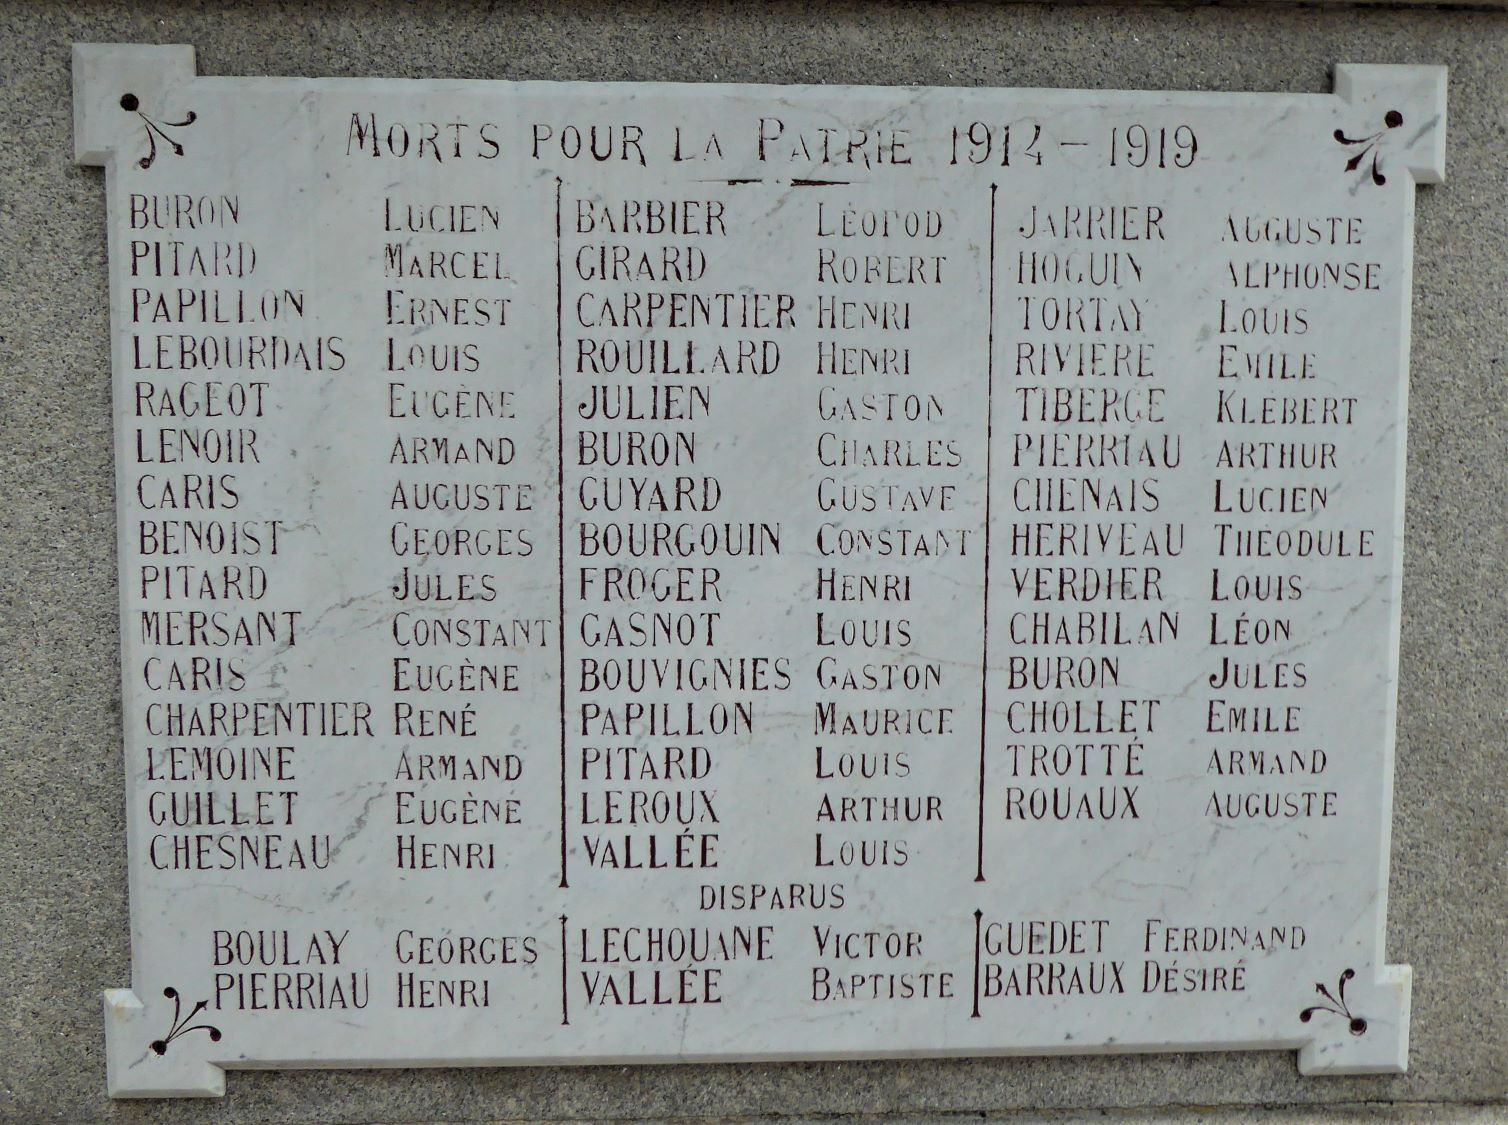 MORTS POUR LA PATRIE 1914 - 1919
BURON LUCIEN
PITARD MARCEL
PAPILLON ERNEST
LEBOURDAIS LOUIS
RAGEOT EUGÈNE
LENOIR ARMAND
CARIS AUGUSTE
BENOIST GEORGES
PITARD JULES
MERSANT CONSTANT
CARIS EUGÈNE
CHARPENTIER RENÉ
LEMOINE ARMAND
GUILLET EUGÈNE
CHESNEAU HENRI
BARBIER LÉOPOD
GIRARD ROBERT
CARPENTIER HENRI
ROUILLARD HENRI
JULIEN GASTON
BURON CHARLES
GUYARD GUSTAVE
BOURGOUIN CONSTANT
FROGER HENRI
GASNOT LOUIS
BOUVIGNIES GASTON
PAPILLON MAURICE
PITARD LOUIS
LEROUX ARTHUR
VALLÉE LOUIS
JARRIER AUGUSTE
HOGUIN ALPHONSE
TORTAY LOUIS
RIVIÈRE EMILE
TIBERGE KLÉBERT
PIERRIAU ARTHUR
CHENAIS LUCIEN
HERIVEAU THÉODULE
VERDIER LOUIS
CHABILAN LÉON
BURON JULES
CHOLLET EMILE
TROTTÉ ARMAND
ROUAUX AUGUSTE
DISPARUS
BOULAY GEORGES
PIERRIAU HENRI
LECHOUANE VICTOR
VALLÉE BAPTISTE
GUEDET FERDINAND
BARRAUX DÉSIRÉ